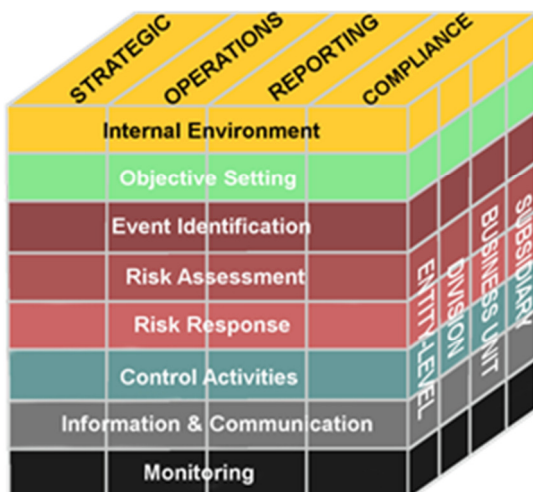 STRATEGIC
OPERATIONS
REPORTING
COMPLIANCE
Internal Environment
Objective Setting
Event Identification
Risk Assessment
Risk Response
Control Activities
Information & Communication
Monitoring
ENTITY-LEVEL
DIVISION
BUSINESS UNIT
SUBSIDIARY